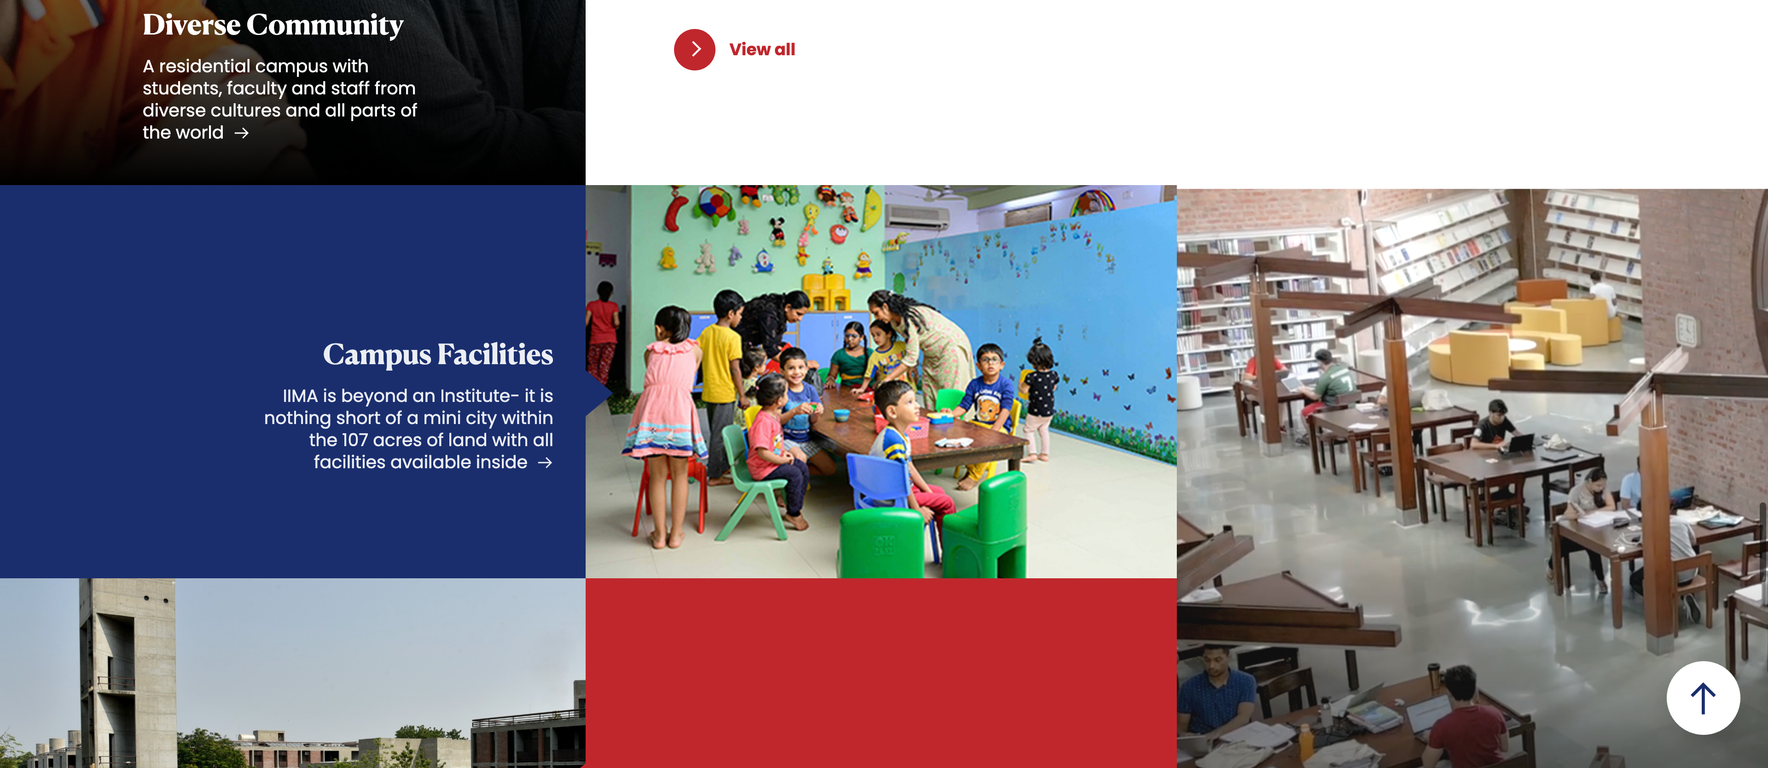 Diverse Community
A residential campus with
students, faculty and staff from
diverse cultures and all parts of
the world →
View all
Campus Facilities
IIMA is beyond an Institute- it is
nothing short of a mini city within
the 107 acres of land with all
facilities available inside →